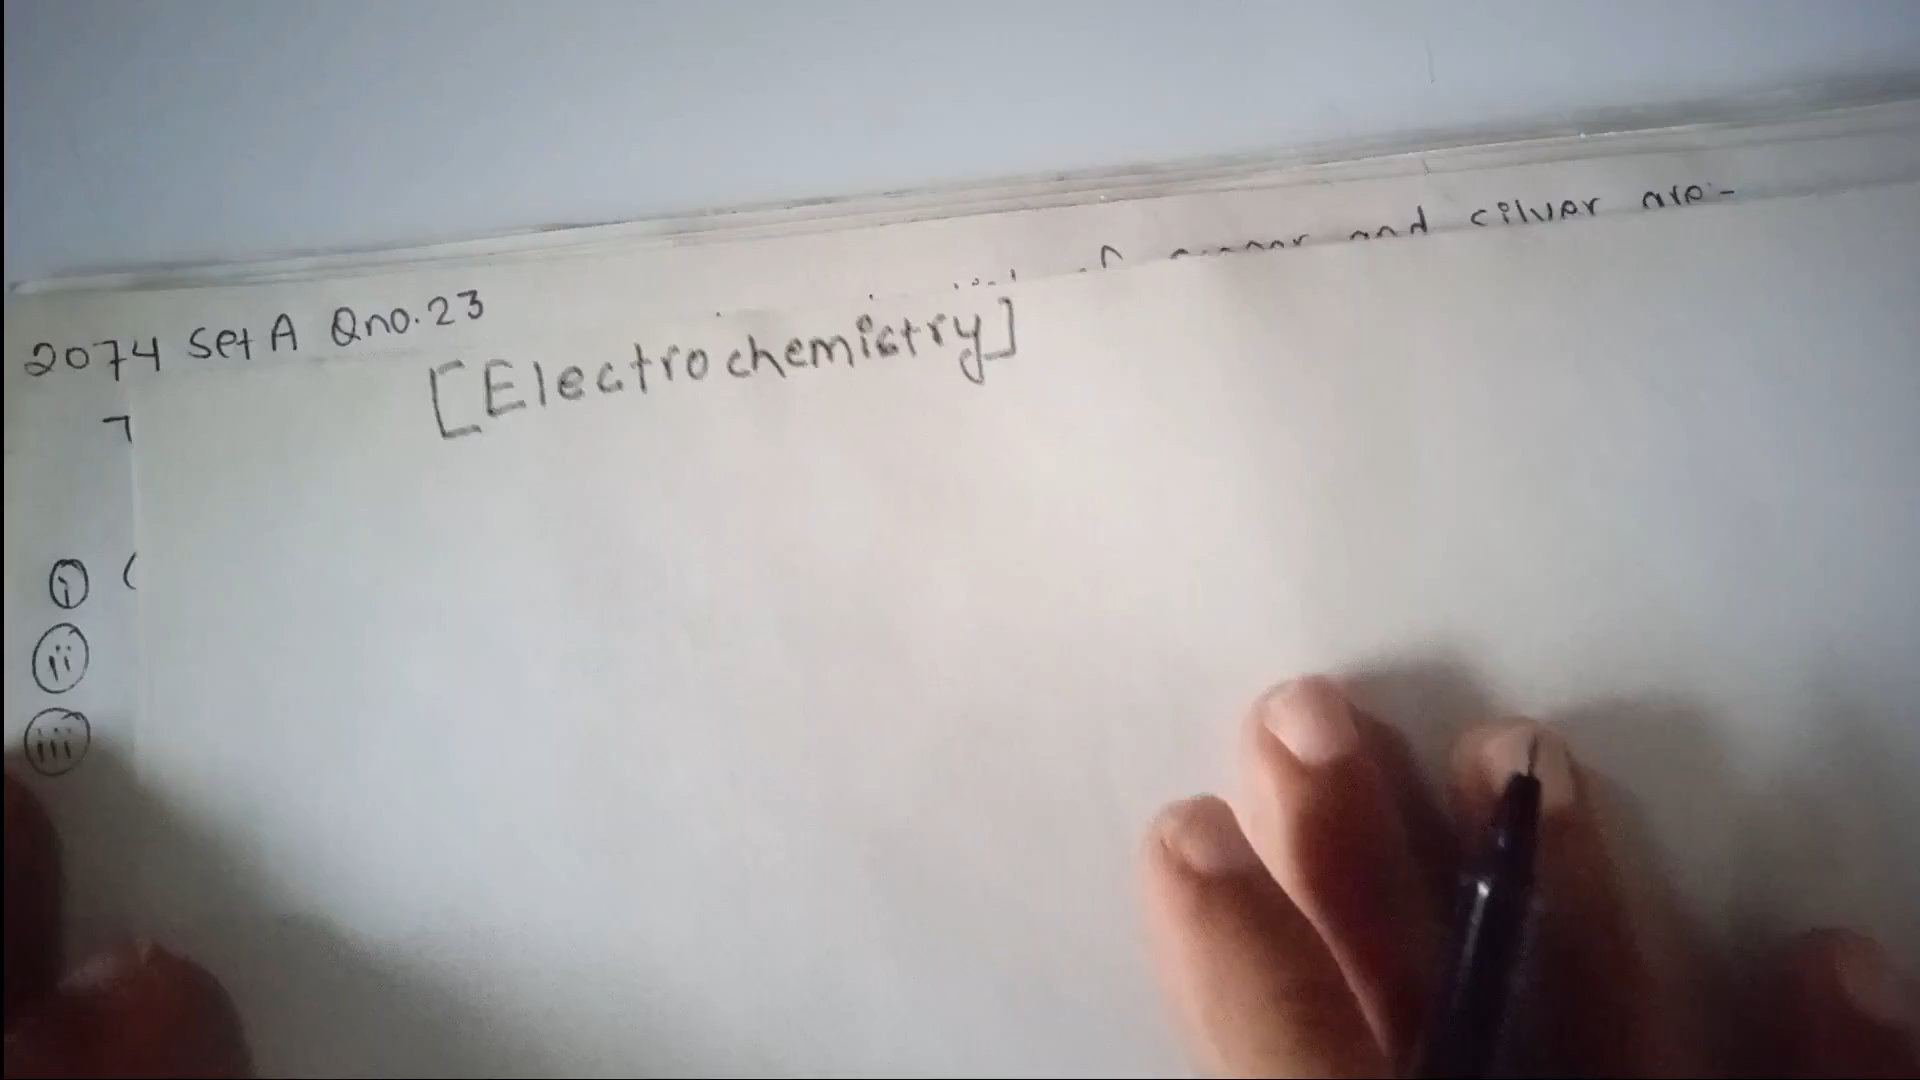 and silver are:-
2074 Set A Qno.23
[Electrochemistry]
i (
ii
iii